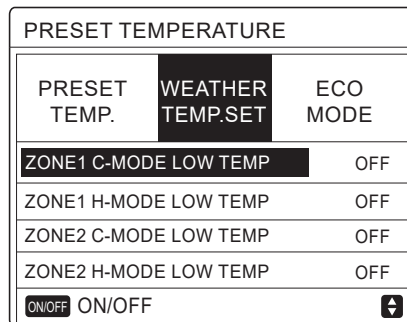 PRESET TEMPERATURE
PRESET TEMP.
WEATHER TEMP.SET
ECO MODE
ZONE1 C-MODE LOW TEMP OFF
ZONE1 H-MODE LOW TEMP OFF
ZONE2 C-MODE LOW TEMP OFF
ZONE2 H-MODE LOW TEMP OFF
ON/OFF ON/OFF